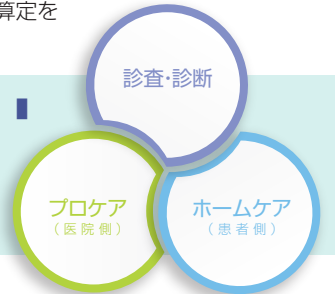 算定を
診査・診断
プロケア
（医院側）
ホームケア
（患者側）